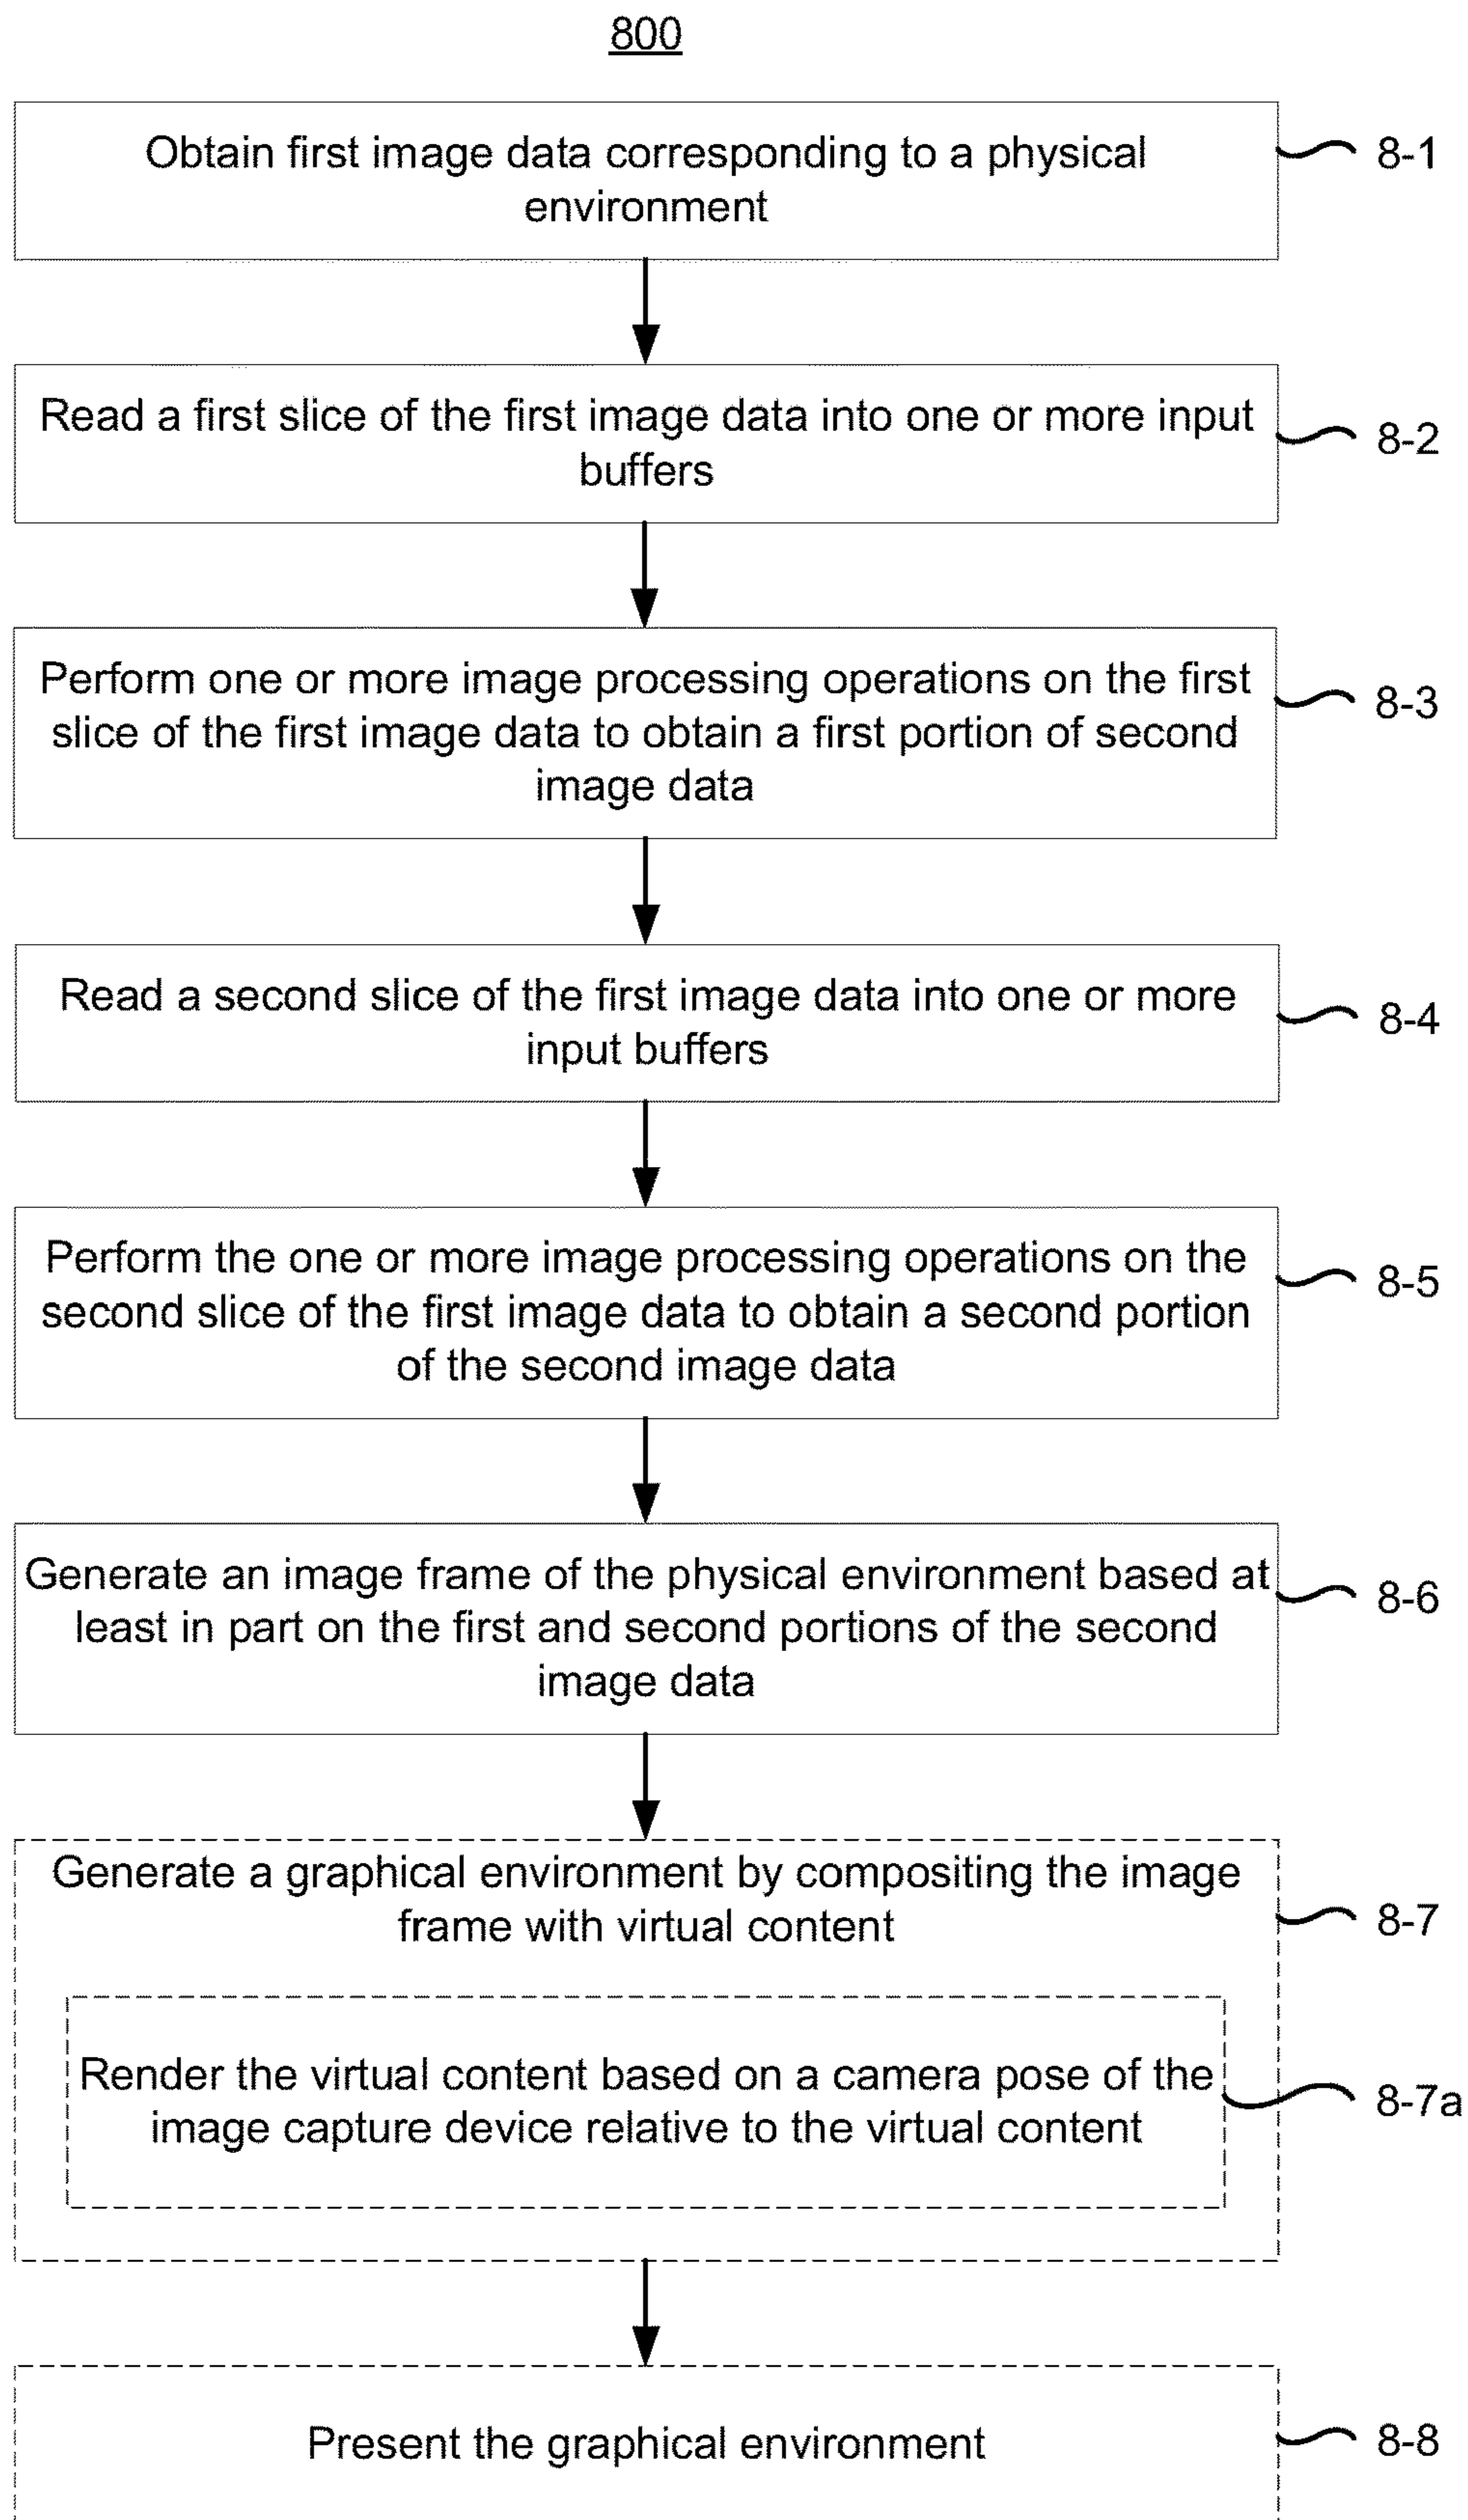 800
Obtain first image data corresponding to a physical
environment
8-1
Read a first slice of the first image data into one or more input
buffers
8-2
Perform one or more image processing operations on the first
slice of the first image data to obtain a first portion of second
image data
8-3
Read a second slice of the first image data into one or more
input buffers
8-4
Perform the one or more image processing operations on the
second slice of the first image data to obtain a second portion
of the second image data
8-5
Generate an image frame of the physical environment based at
least in part on the first and second portions of the second
image data
8-6
Generate a graphical environment by compositing the image
frame with virtual content
8-7
Render the virtual content based on a camera pose of the
image capture device relative to the virtual content
8-7a
Present the graphical environment
8-8